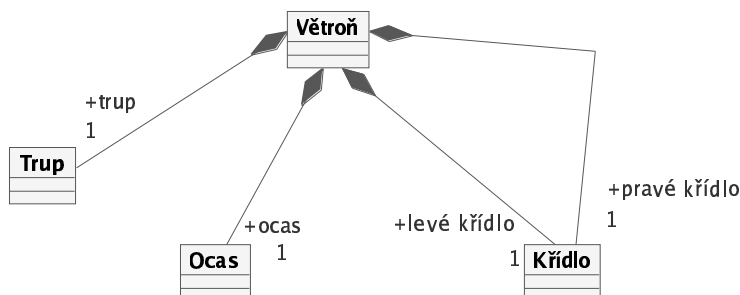 Větroň
+trup
1
Trup
+pravé křídlo
1
+ocas
1
+levé křídlo
1
Ocas
Křídlo